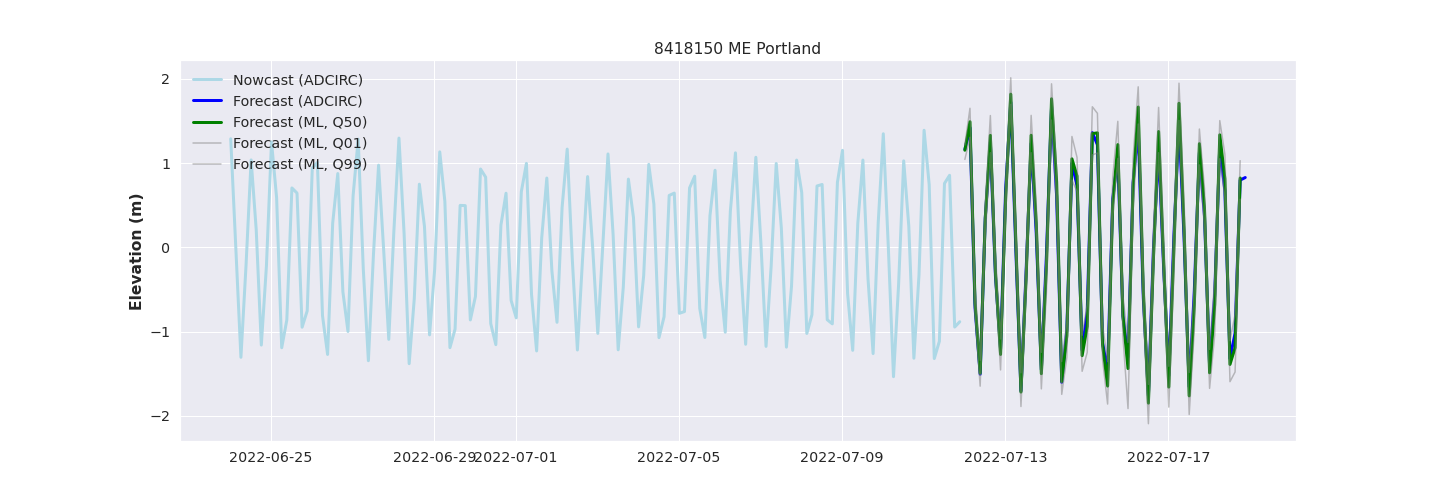 8418150 ME Portland
Nowcast (ADCIRC)
Forecast (ADCIRC)
Forecast (ML, Q50)
Forecast (ML, Q01)
Forecast (ML, Q99)
Elevation (m)
2
1
0
−1
−2
2022-06-25
2022-06-29
2022-07-01
2022-07-05
2022-07-09
2022-07-13
2022-07-17